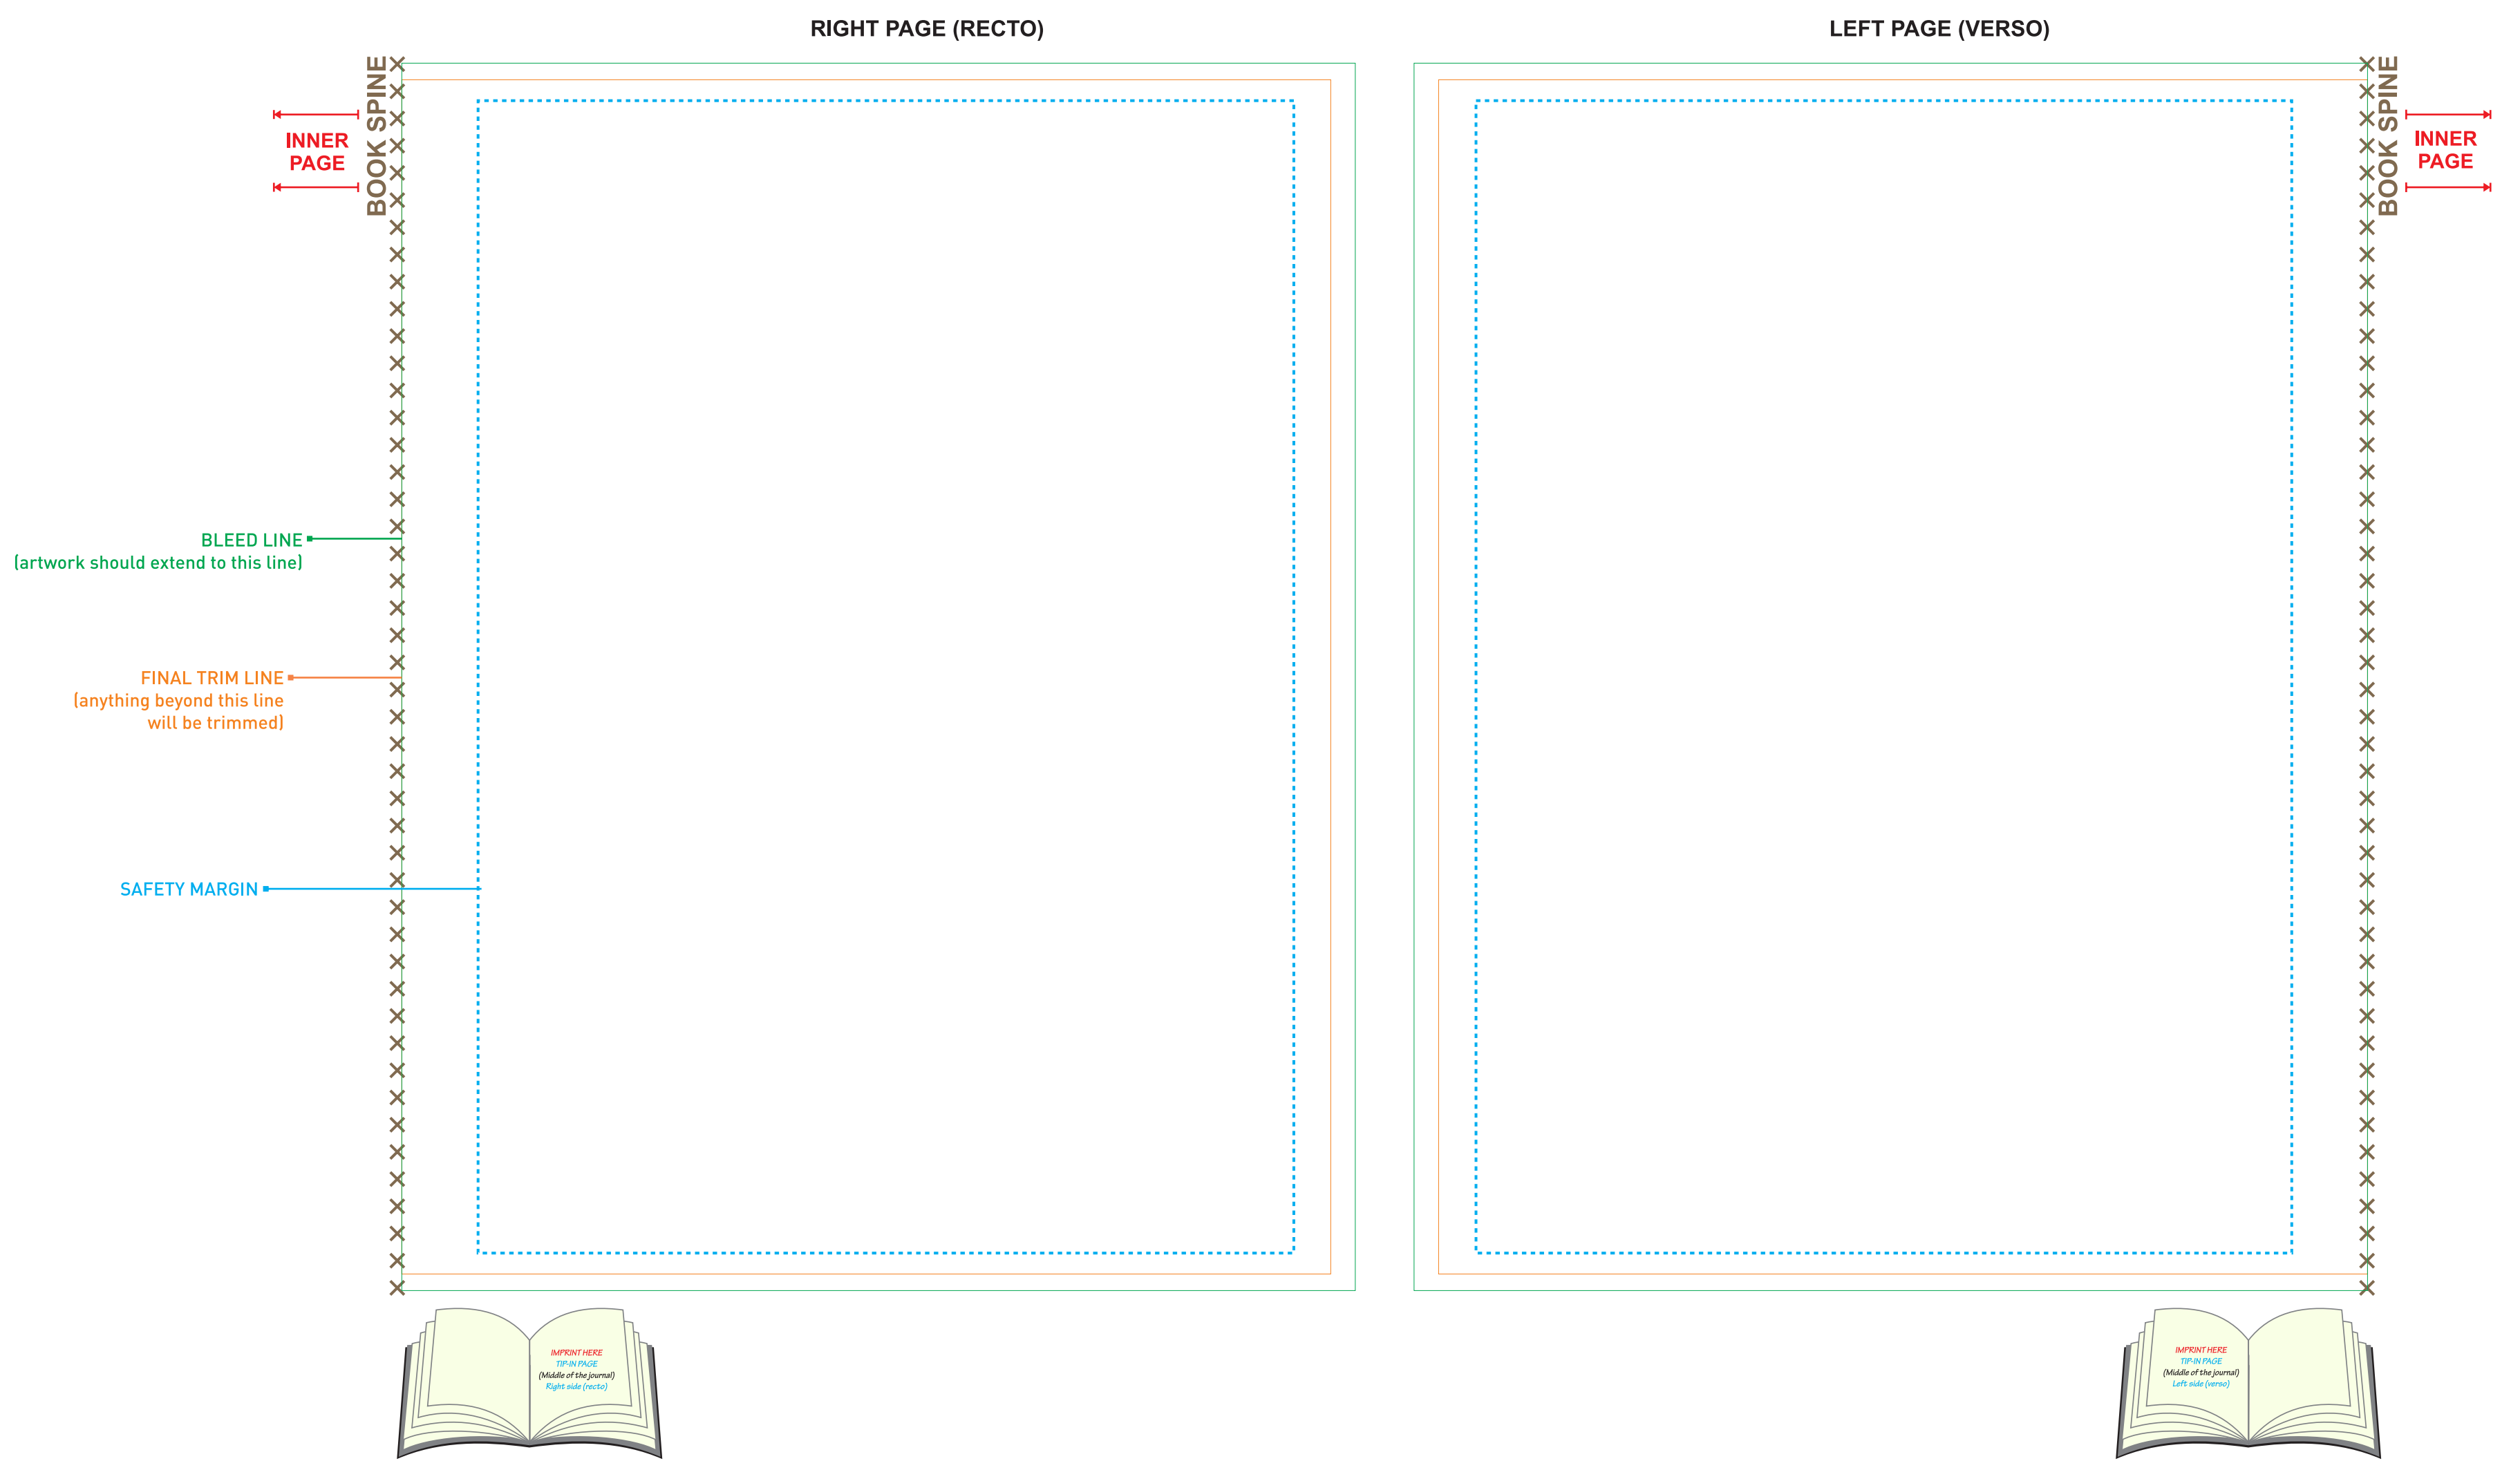 RIGHT PAGE (RECTO)
LEFT PAGE (VERSO)
BOOK SPINE
INNER
PAGE
BOOK SPINE
INNER
PAGE
BLEED LINE
(artwork should extend to this line)
FINAL TRIM LINE
(anything beyond this line
will be trimmed)
SAFETY MARGIN
IMPRINT HERE
TIP-IN PAGE
(Middle of the journal)
Right side (recto)
IMPRINT HERE
TIP-IN PAGE
(Middle of the journal)
Left side (verso)